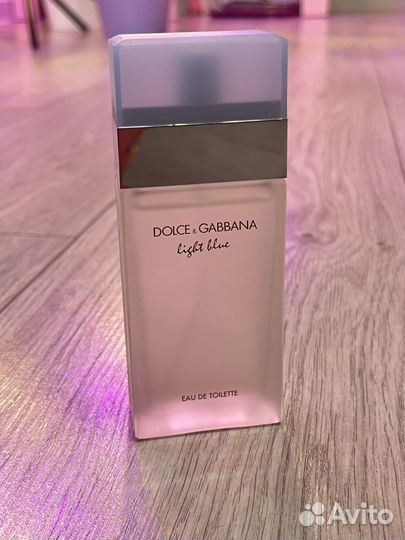 DOLCE & GABBANA
light blue
EAU DE TOILETTE
Avito